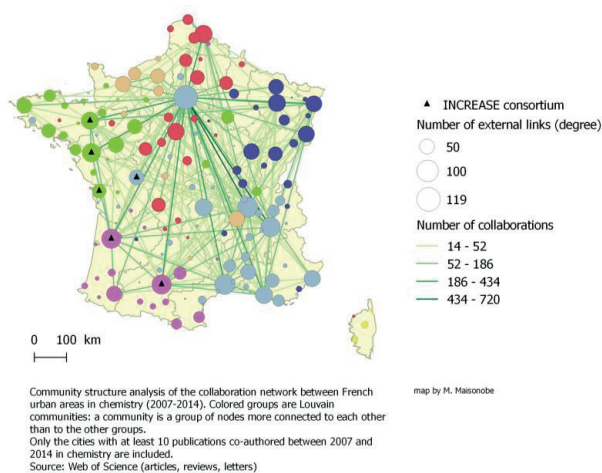 ▲ INCREASE consortium
Number of external links (degree)
50
100
119
Number of collaborations
14 - 52
52 - 186
186 - 434
434 - 720
0 100 km
Community structure analysis of the collaboration network between French
urban areas in chemistry (2007-2014). Colored groups are Louvain
communities: a community is a group of nodes more connected to each other
than to the other groups.
Only the cities with at least 10 publications co-authored between 2007 and
2014 in chemistry are included.
Source: Web of Science (articles, reviews, letters)
map by M. Maisonobe